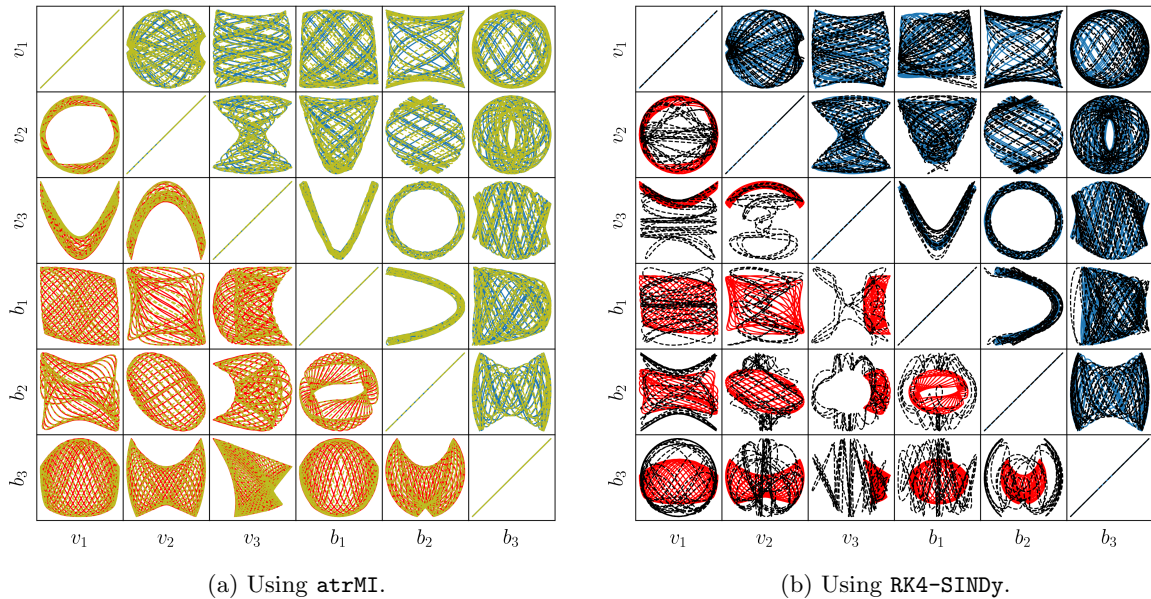 v₁ v₁
v₂ v₂
v₃ v₃
b₁ b₁
b₂ b₂
b₃ b₃
v₁ v₂ v₃ b₁ b₂ b₃ v₁ v₂ v₃ b₁ b₂ b₃
(a) Using atrMI. (b) Using RK4-SINDy.